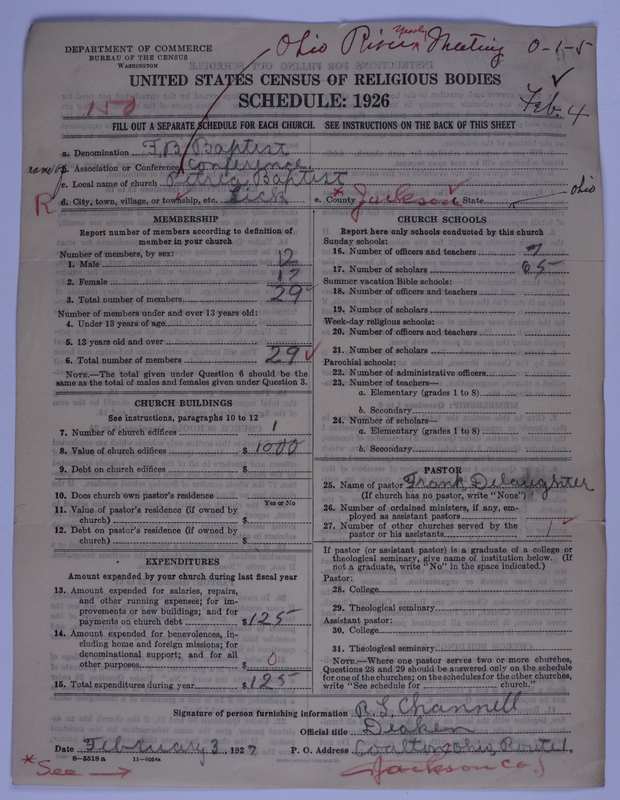 Ohio River Yearly Meeting 0-1-5
DEPARTMENT OF COMMERCE
BUREAU OF THE CENSUS
WASHINGTON
UNITED STATES CENSUS OF RELIGIOUS BODIES
SCHEDULE: 1926
150
Feb. 4
FILL OUT A SEPARATE SCHEDULE FOR EACH CHURCH. SEE INSTRUCTIONS ON THE BACK OF THIS SHEET
a. Denomination F.B. Baptist
name of b. Association or Conference Conference
c. Local name of church Petrea Baptist
R d. City, town, village, or township, etc. Lick e. County * Jackson f. State Ohio
MEMBERSHIP
Report number of members according to definition of member in your church
Number of members, by sex:
1. Male 12
2. Female 17
3. Total number of members 29
Number of members under and over 13 years old:
4. Under 13 years of age
5. 13 years old and over
6. Total number of members 29
NOTE.—The total given under Question 6 should be the same as the total of males and females given under Question 3.
CHURCH BUILDINGS
See instructions, paragraphs 10 to 12
7. Number of church edifices 1
8. Value of church edifices $ 1000
9. Debt on church edifices $
10. Does church own pastor's residence
Yes or No
11. Value of pastor's residence (if owned by church) $
12. Debt on pastor's residence (if owned by church) $
EXPENDITURES
Amount expended by your church during last fiscal year
13. Amount expended for salaries, repairs, and other running expenses; for improvements or new buildings; and for payments on church debt $ 125
14. Amount expended for benevolences, including home and foreign missions; for denominational support; and for all other purposes $ 0
15. Total expenditures during year $ 125
CHURCH SCHOOLS
Report here only schools conducted by this church
Sunday schools:
16. Number of officers and teachers 7
17. Number of scholars 65
Summer vacation Bible schools:
18. Number of officers and teachers
19. Number of scholars
Week-day religious schools:
20. Number of officers and teachers
21. Number of scholars
Parochial schools:
22. Number of administrative officers
23. Number of teachers—
a. Elementary (grades 1 to 8)
b. Secondary
24. Number of scholars—
a. Elementary (grades 1 to 8)
b. Secondary
PASTOR
25. Name of pastor Frank Delaughter
(If church has no pastor, write "None")
26. Number of ordained ministers, if any, employed as assistant pastors
27. Number of other churches served by the pastor or his assistants 1
If pastor (or assistant pastor) is a graduate of a college or theological seminary, give name of institution below. (If not a graduate, write "No" in the space indicated.)
Pastor:
28. College
29. Theological seminary
Assistant pastor:
30. College
31. Theological seminary
NOTE.—Where one pastor serves two or more churches, Questions 28 and 29 should be answered only on the schedule for one of the churches; on the schedules for the other churches, write "See schedule for church."
Signature of person furnishing information R. L. Channell
Official title Deaken
Date February 3, 1927 P. O. Address Coalton Ohio, Route 1.
8-5518a 11-9054a
* See → Jackson Co.